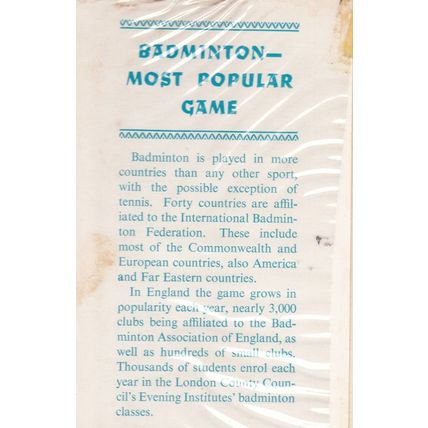 BADMINTON—
MOST POPULAR
GAME
Badminton is played in more
countries than any other sport,
with the possible exception of
tennis. Forty countries are affil-
iated to the International Badmin-
ton Federation. These include
most of the Commonwealth and
European countries, also America
and Far Eastern countries.
In England the game grows in
popularity each year, nearly 3,000
clubs being affiliated to the Bad-
minton Association of England, as
well as hundreds of small clubs.
Thousands of students enrol each
year in the London County Coun-
cil's Evening Institutes' badminton
classes.